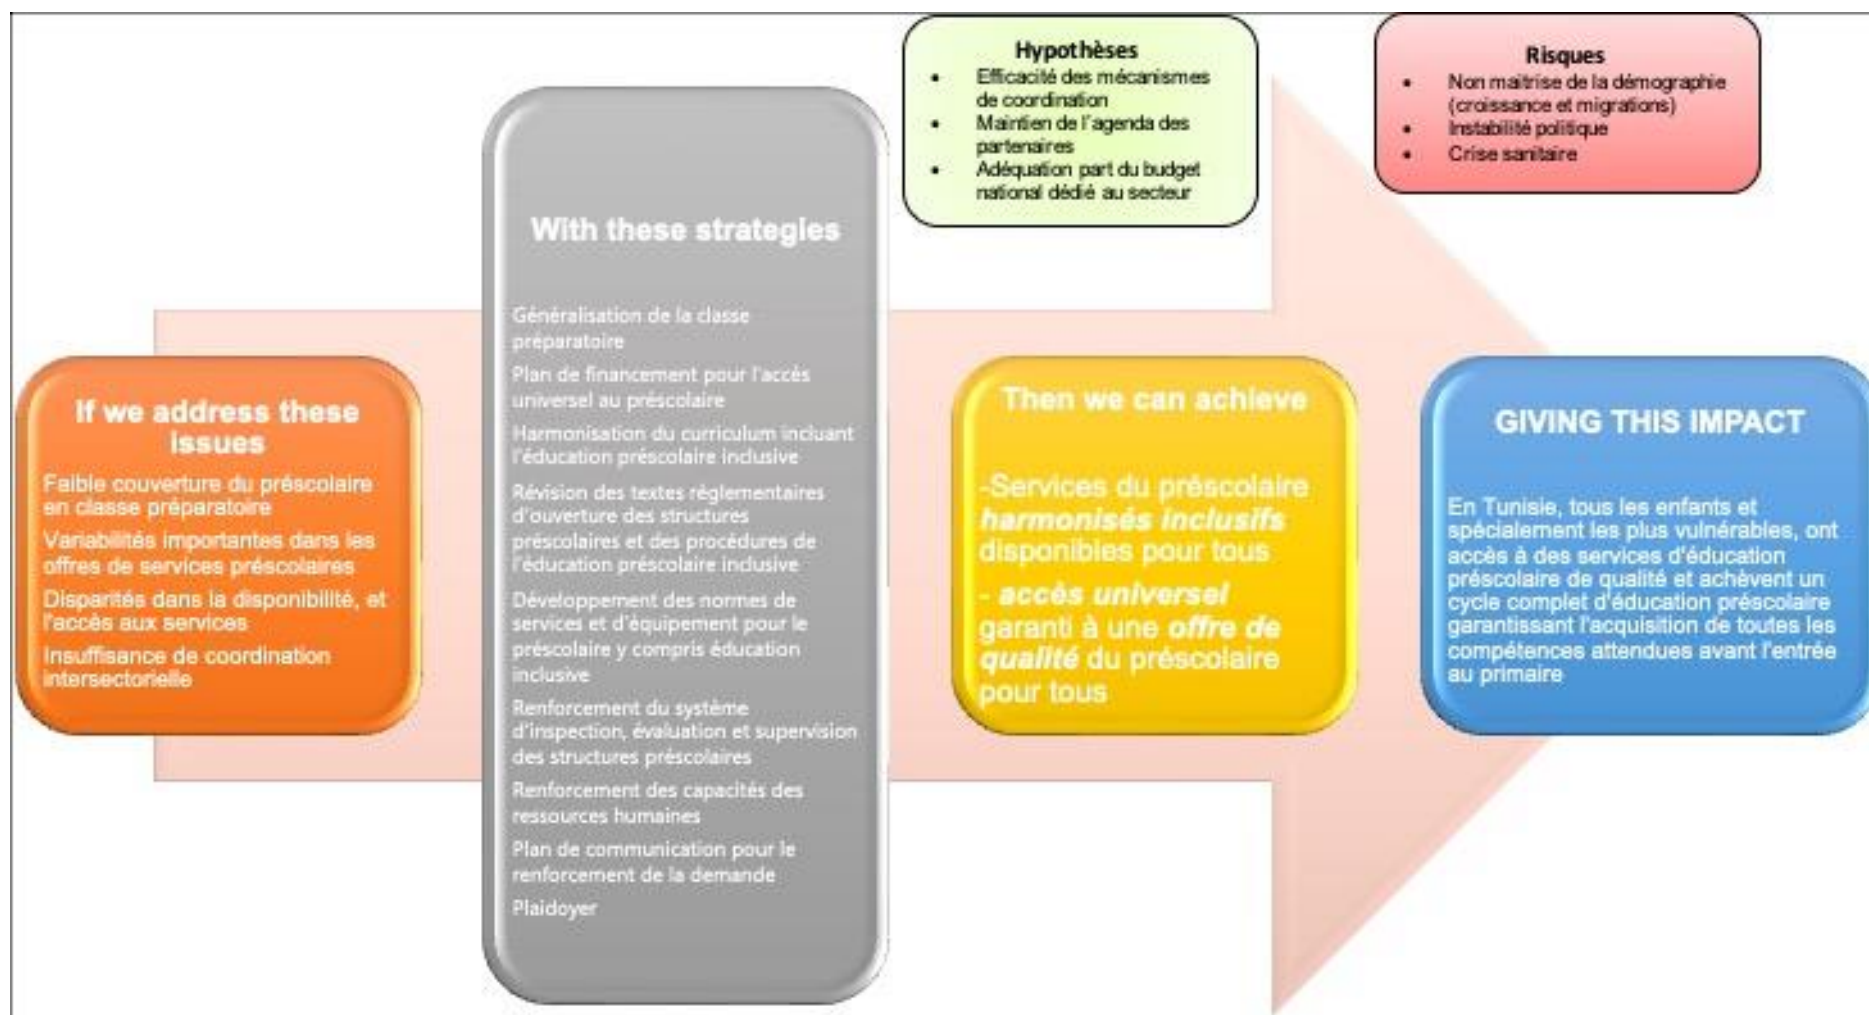 Hypothèses
• Efficacité des mécanismes
de coordination
• Maintien de l'agenda des
partenaires
• Adéquation part du budget
national dédié au secteur
Risques
• Non maitrise de la démographie
(croissance et migrations)
• Instabilité politique
• Crise sanitaire
If we address these
issues
Faible couverture du préscolaire
en classe préparatoire
Variabilités importantes dans les
offres de services préscolaires
Disparités dans la disponibilité, et
l'accès aux services
Insuffisance de coordination
intersectorielle
With these strategies
Généralisation de la classe
préparatoire
Plan de financement pour l'accès
universel au préscolaire
Harmonisation du curriculum incluant
l'éducation préscolaire inclusive
Révision des textes réglementaires
d'ouverture des structures
préscolaires et des procédures de
l'éducation préscolaire inclusive
Développement des normes de
services et d'équipement pour le
préscolaire y compris éducation
inclusive
Renforcement du système
d'inspection, évaluation et supervision
des structures préscolaires
Renforcement des capacités des
ressources humaines
Plan de communication pour le
renforcement de la demande
Plaidoyer
Then we can achieve
-Services du préscolaire
harmonisés inclusifs
disponibles pour tous
- accès universel
garanti à une offre de
qualité du préscolaire
pour tous
GIVING THIS IMPACT
En Tunisie, tous les enfants et
spécialement les plus vulnérables, ont
accès à des services d'éducation
préscolaire de qualité et achèvent un
cycle complet d'éducation préscolaire
garantissant l'acquisition de toutes les
compétences attendues avant l'entrée
au primaire